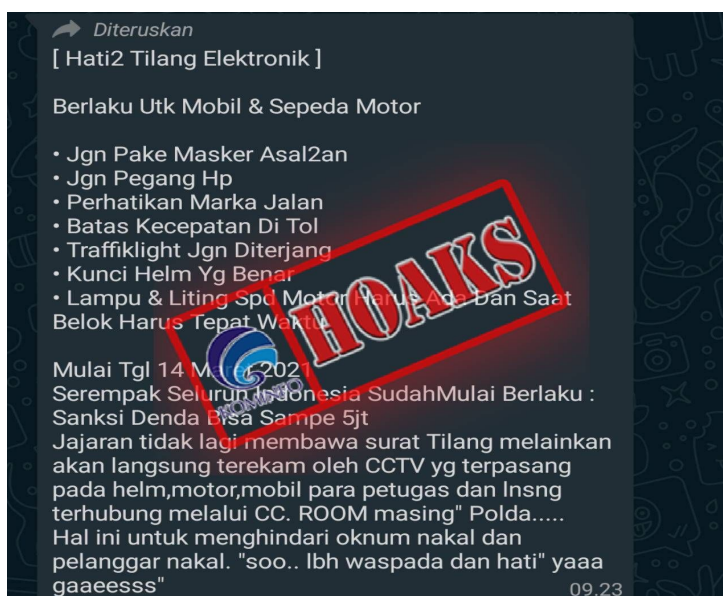 Diteruskan
[ Hati2 Tilang Elektronik ]
Berlaku Utk Mobil & Sepeda Motor
• Jgn Pake Masker Asal2an
• Jgn Pegang Hp
• Perhatikan Marka Jalan
• Batas Kecepatan Di Tol
• Traffiklight Jgn Diterjang
• Kunci Helm Yg Benar
• Lampu & Liting Spd Motor Harus Ada Dan Saat
Belok Harus Tepat Waktu
HOAKS
KOMINFO
Mulai Tgl 14 Maret 2021
Serempak Seluruh Indonesia SudahMulai Berlaku :
Sanksi Denda Bisa Sampe 5jt
Jajaran tidak lagi membawa surat Tilang melainkan
akan langsung terekam oleh CCTV yg terpasang
pada helm,motor,mobil para petugas dan lnsng
terhubung melalui CC. ROOM masing" Polda.....
Hal ini untuk menghindari oknum nakal dan
pelanggar nakal. "soo.. lbh waspada dan hati" yaaa
gaaeesss"
09.23